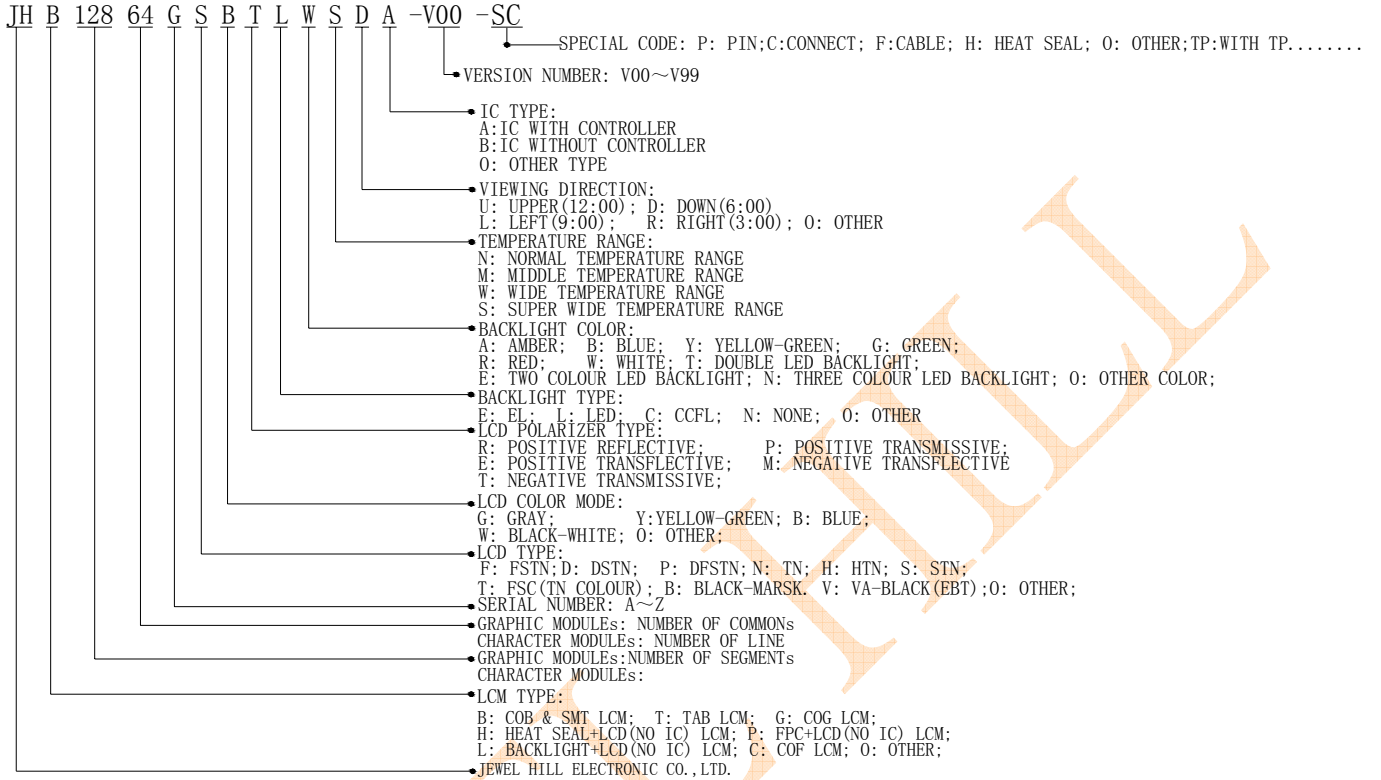 JH B 128 64 G S B T L W S D A -V00 -SC
SPECIAL CODE: P: PIN;C:CONNECT; F:CABLE; H: HEAT SEAL; O: OTHER;TP:WITH TP........
VERSION NUMBER: V00~V99
IC TYPE:
A:IC WITH CONTROLLER
B:IC WITHOUT CONTROLLER
O: OTHER TYPE
VIEWING DIRECTION:
U: UPPER(12:00); D: DOWN(6:00)
L: LEFT(9:00); R: RIGHT(3:00); O: OTHER
TEMPERATURE RANGE:
N: NORMAL TEMPERATURE RANGE
M: MIDDLE TEMPERATURE RANGE
W: WIDE TEMPERATURE RANGE
S: SUPER WIDE TEMPERATURE RANGE
BACKLIGHT COLOR:
A: AMBER; B: BLUE; Y: YELLOW-GREEN; G: GREEN;
R: RED; W: WHITE; T: DOUBLE LED BACKLIGHT;
E: TWO COLOUR LED BACKLIGHT; N: THREE COLOUR LED BACKLIGHT; O: OTHER COLOR;
BACKLIGHT TYPE:
E: EL; L: LED; C: CCFL, N: NONE; O: OTHER
LCD POLARIZER TYPE:
R: POSITIVE REFLECTIVE; P: POSITIVE TRANSMISSIVE;
E: POSITIVE TRANSFLECTIVE; M: NEGATIVE TRANSFLECTIVE
T: NEGATIVE TRANSMISSIVE;
LCD COLOR MODE:
G: GRAY; Y:YELLOW-GREEN; B: BLUE;
W: BLACK-WHITE; O: OTHER;
LCD TYPE:
F: FSTN;D: DSTN, P: DFSTN;N: TN, H: HTN; S: STN;
T: FSC(TN COLOUR); B: BLACK-MARSK. V: VA-BLACK(EBT);O: OTHER;
SERIAL NUMBER: A~Z
GRAPHIC MODULEs: NUMBER OF COMMONs
CHARACTER MODULEs: NUMBER OF LINE
GRAPHIC MODULEs:NUMBER OF SEGMENTs
CHARACTER MODULEs:
LCM TYPE:
B: COB & SMT LCM; T: TAB LCM; G: COG LCM;
H: HEAT SEAL+LCD(NO IC) LCM; P: FPC+LCD(NO IC) LCM;
L: BACKLIGHT+LCD(NO IC) LCM; C: COF LCM; O: OTHER;
JEWEL HILL ELECTRONIC CO.,LTD.
HILL